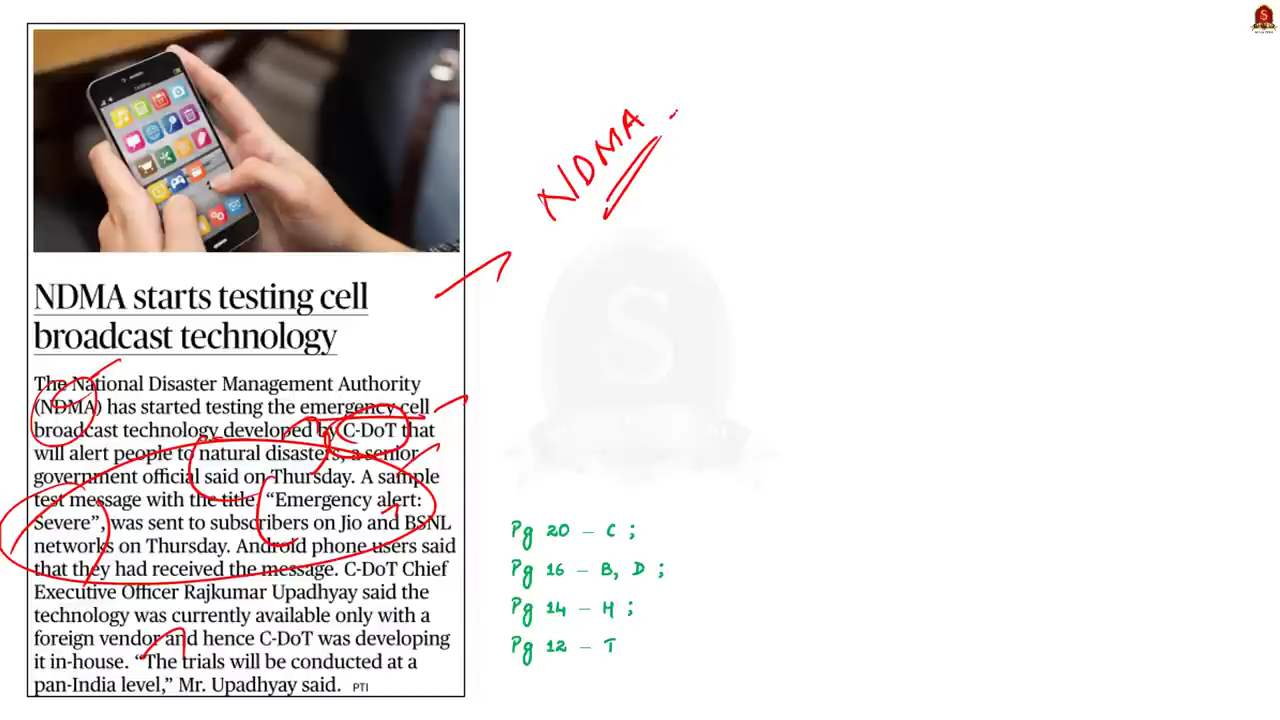 NDMA starts testing cell
broadcast technology
The National Disaster Management Authority
(NDMA) has started testing the emergency cell
broadcast technology developed by C-DoT that
will alert people to natural disasters, a senior
government official said on Thursday. A sample
test message with the title, “Emergency alert:
Severe”, was sent to subscribers on Jio and BSNL
networks on Thursday. Android phone users said
that they had received the message. C-DoT Chief
Executive Officer Rajkumar Upadhyay said the
technology was currently available only with a
foreign vendor and hence C-DoT was developing
it in-house. “The trials will be conducted at a
pan-India level,” Mr. Upadhyay said. PTI
NDMA
Pg 20 – C ;
Pg 16 – B, D ;
Pg 14 – H ;
Pg 12 – T
S